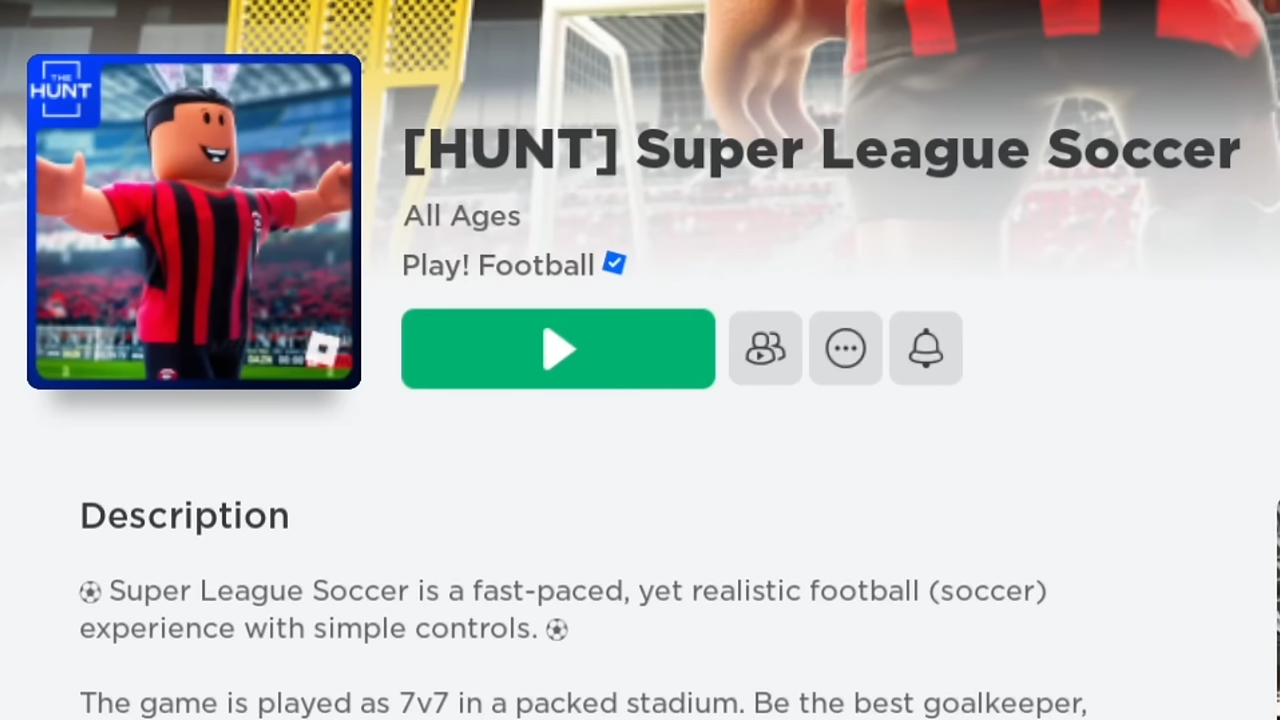 THE
HUNT
[HUNT] Super League Soccer
All Ages
Play! Football
Description
⚽ Super League Soccer is a fast-paced, yet realistic football (soccer)
experience with simple controls. ⚽
The game is played as 7v7 in a packed stadium. Be the best goalkeeper,